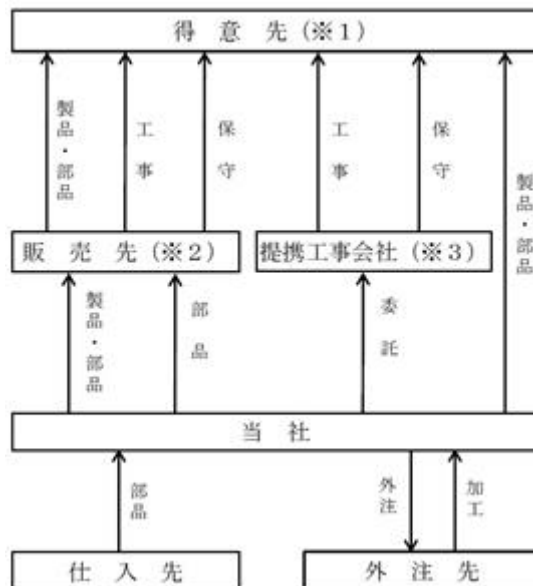 得意先(※1)
製品・部品
工事
保守
工事
保守
製品・部品
販売先(※2)
提携工事会社(※3)
製品・部品
部品
委託
当社
部品
外注
加工
仕入先
外注先